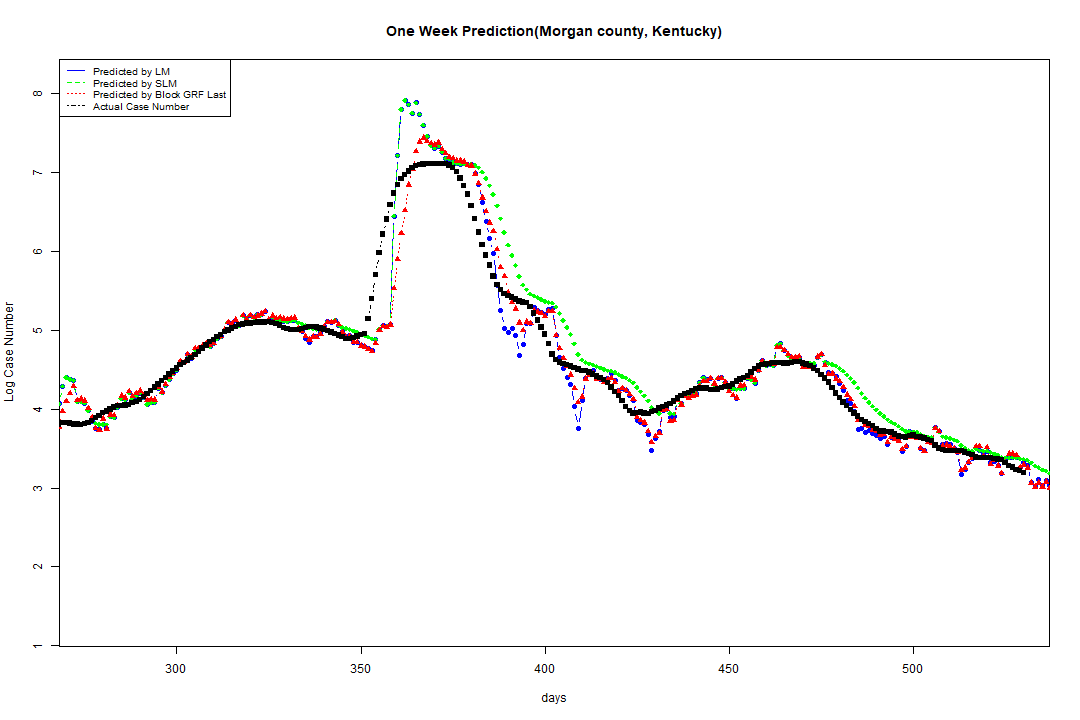 One Week Prediction(Morgan county, Kentucky)
Predicted by LM
Predicted by SLM
Predicted by Block GRF Last
Actual Case Number
8
7
6
5
4
3
2
1
Log Case Number
300 350 400 450 500
days